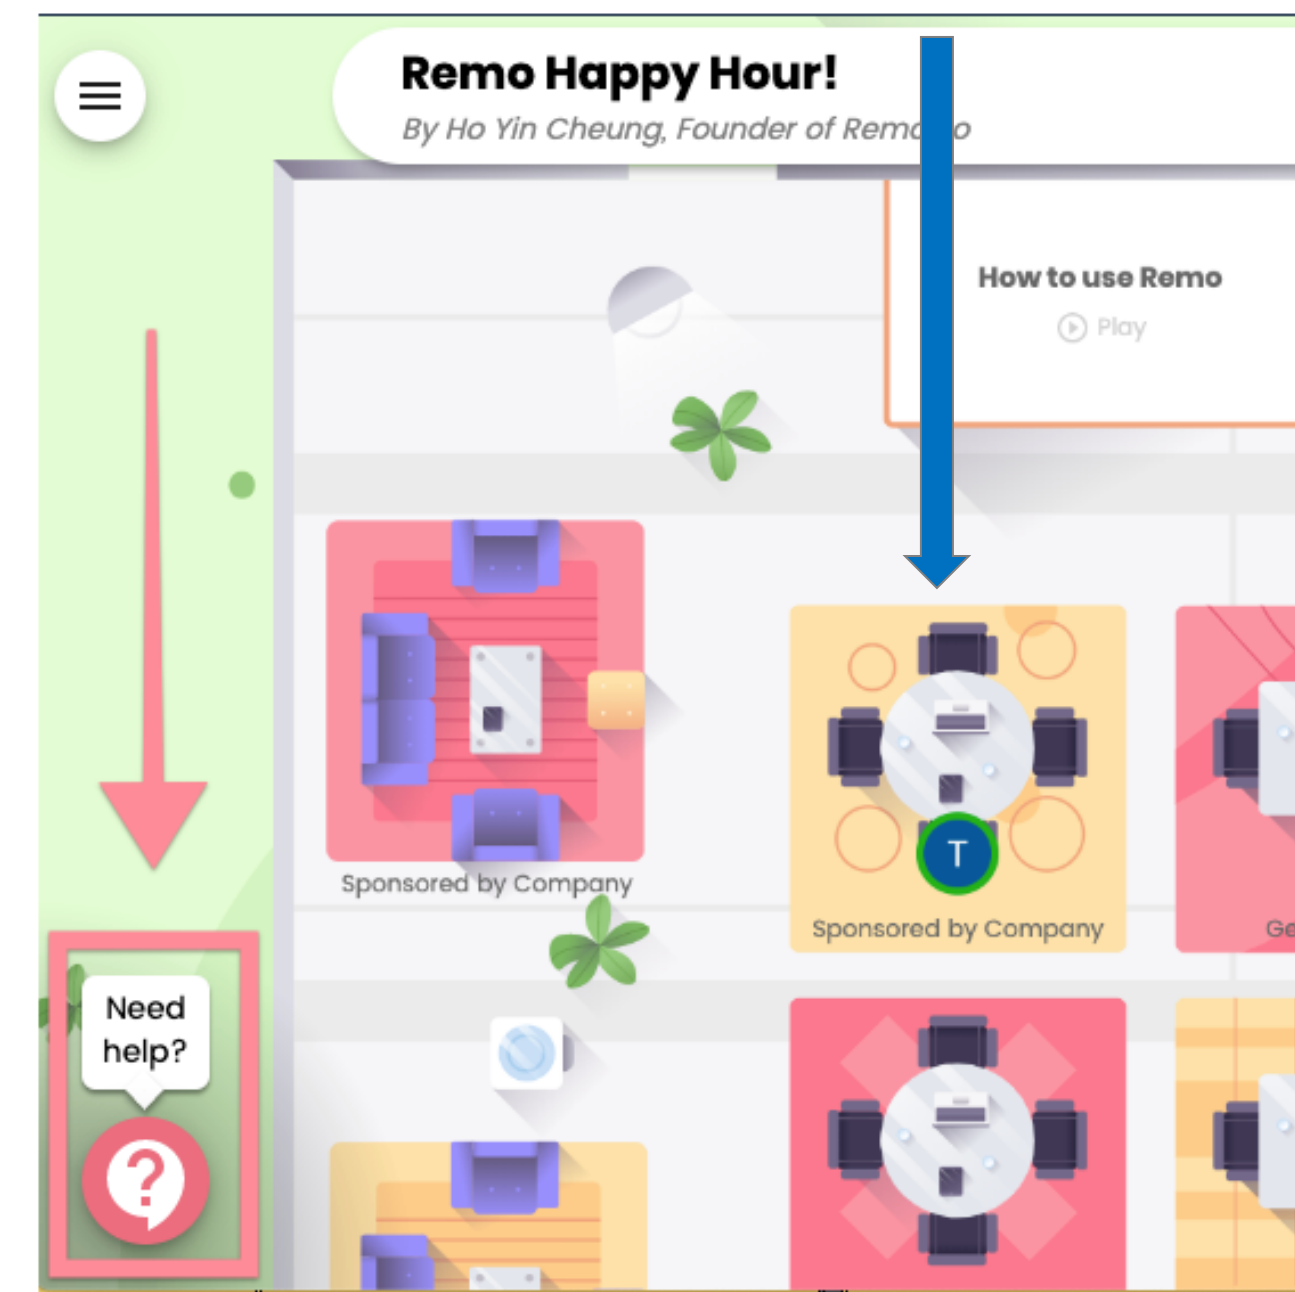 Remo Happy Hour!
By Ho Yin Cheung, Founder of Rem
How to use Remo
Play
Sponsored by Company
T
Sponsored by Company
Need
help?